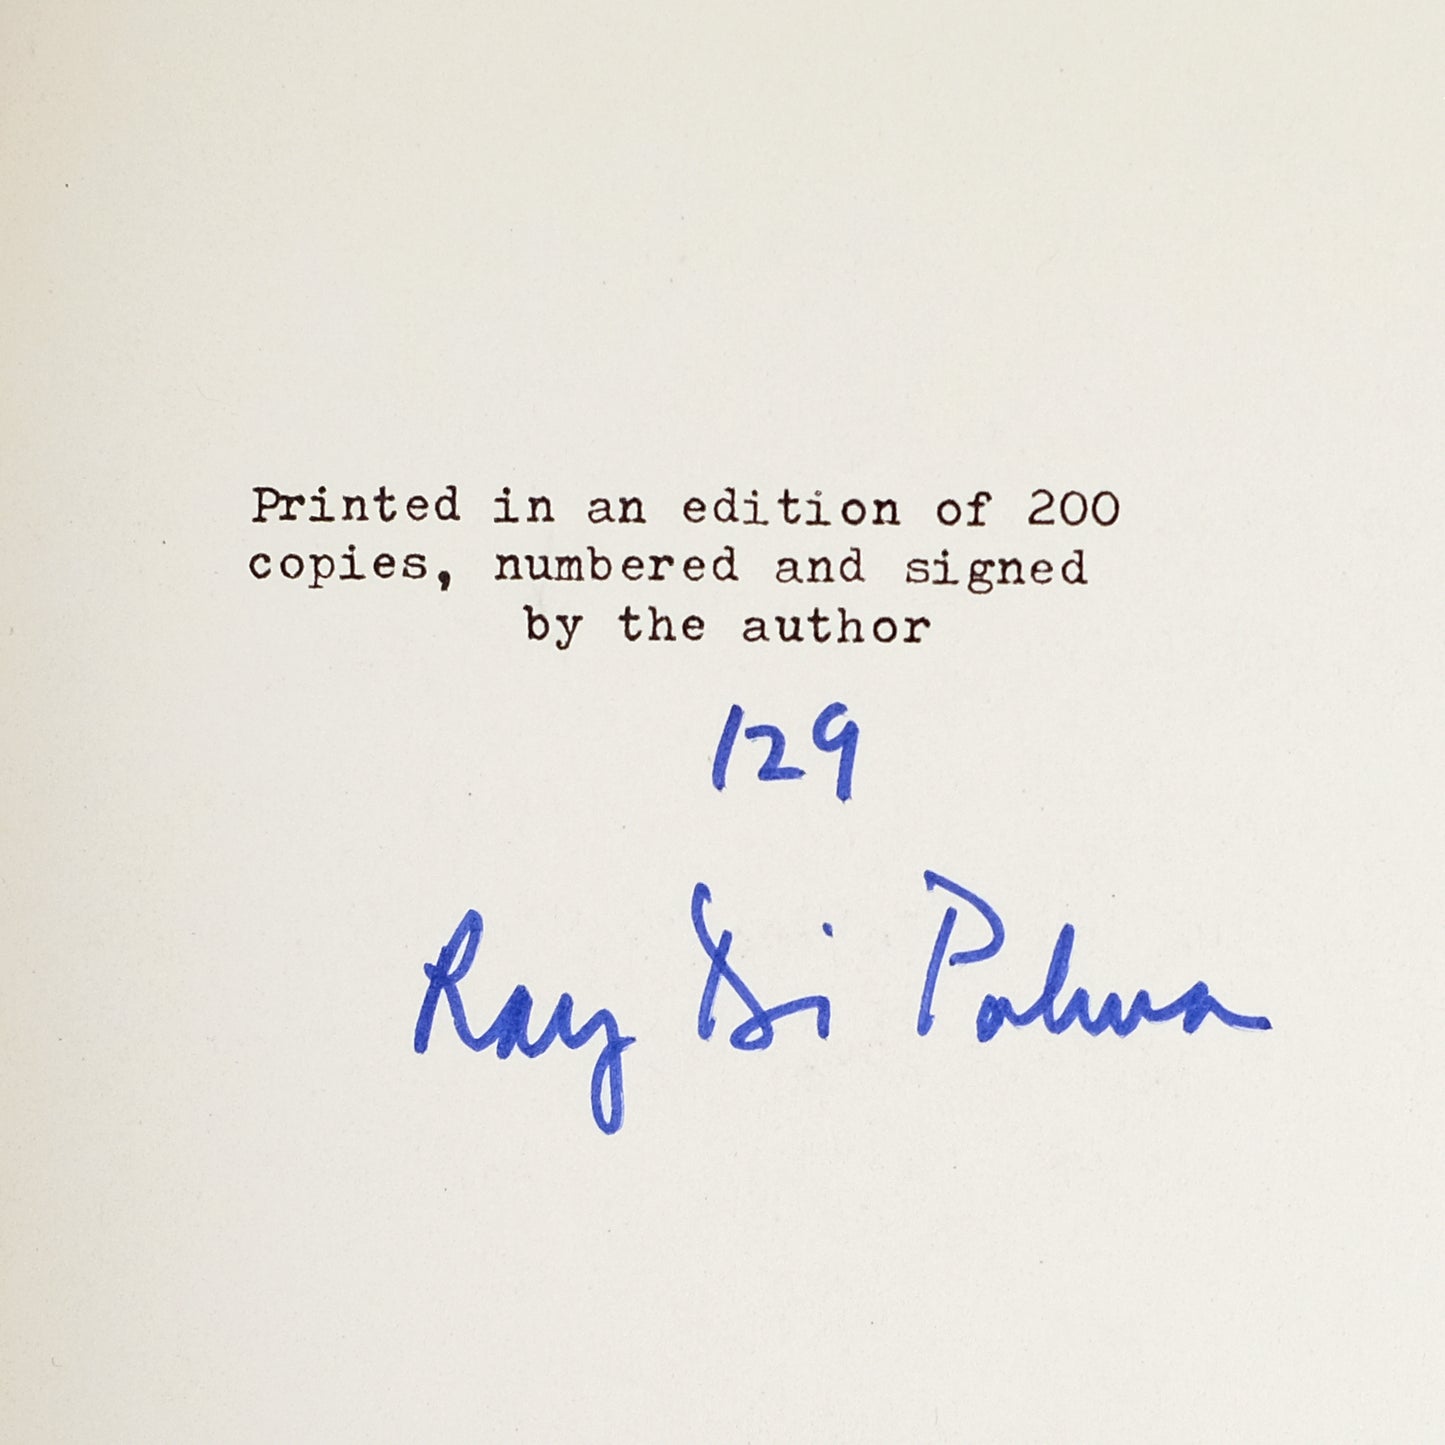 Printed in an edition of 200
copies, numbered and signed
by the author
129
Ray Di Palma